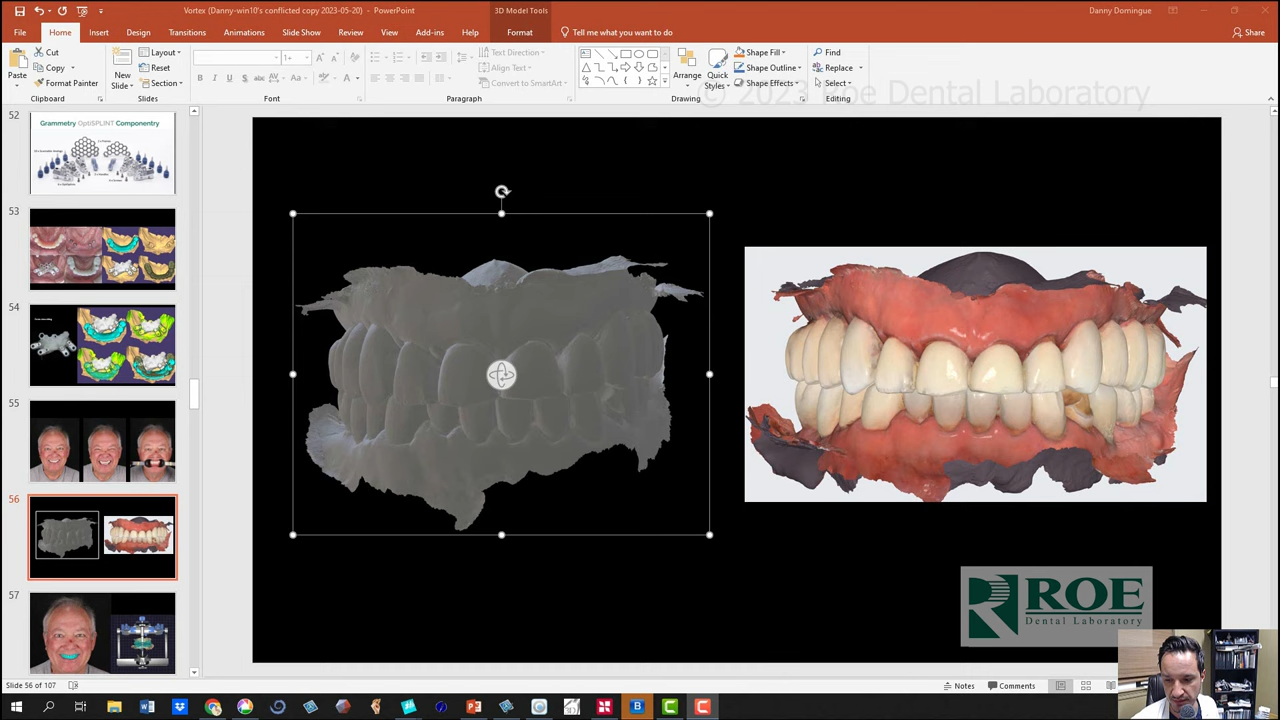 Vortex (Danny-win10's conflicted copy 2023-05-20) - PowerPoint
3D Model Tools
Danny Domingue
File
Home
Insert
Design
Transitions
Animations
Slide Show
Review
View
Add-ins
Help
Format
Tell me what you want to do
Share
Paste
Cut
Copy
Format Painter
Clipboard
New Slide
Layout
Reset
Section
Slides
Font
Text Direction
Align Text
Convert to SmartArt
Paragraph
Arrange
Quick Styles
Shape Fill
Shape Outline
Shape Effects
Drawing
Find
Replace
Select
Editing
© 2023 Roe Dental Laboratory
52
Grammetry OptiSPLINT Componentry
53
54
55
56
57
ROE
Dental Laboratory
Slide 56 of 107
Notes
Comments